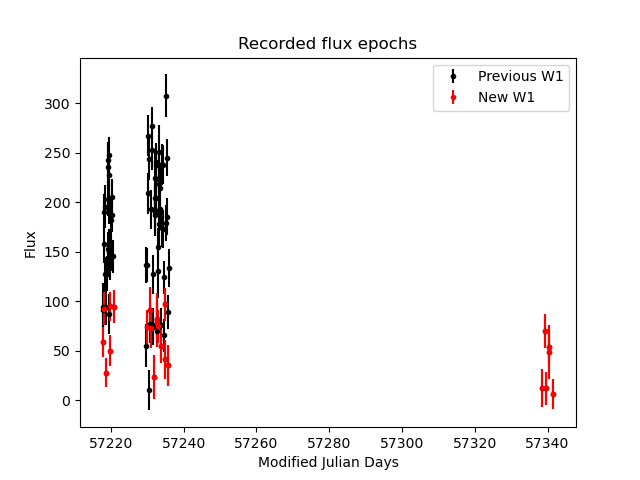 Recorded flux epochs
Previous W1
New W1
Flux
300
250
200
150
100
50
0
57220 57240 57260 57280 57300 57320 57340
Modified Julian Days